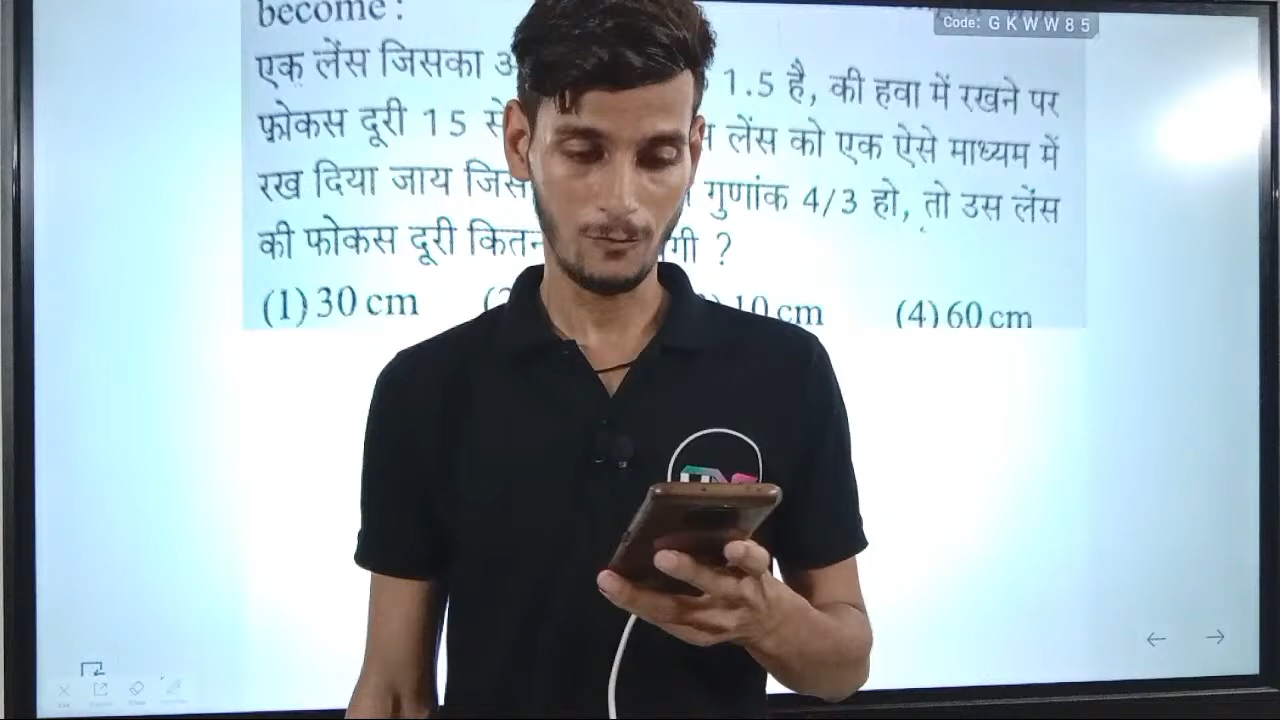 become :
Code: G K W W 8 5
एक लेंस जिसका 1.5 है, की हवा में रखने पर
फ़ोकस दूरी 15 लेंस को एक ऐसे माध्यम में
रख दिया जाय गुणांक 4/3 हो, तो उस लेंस
की फोकस दूरी ?
(1) 30 cm 10 cm (4) 60 cm